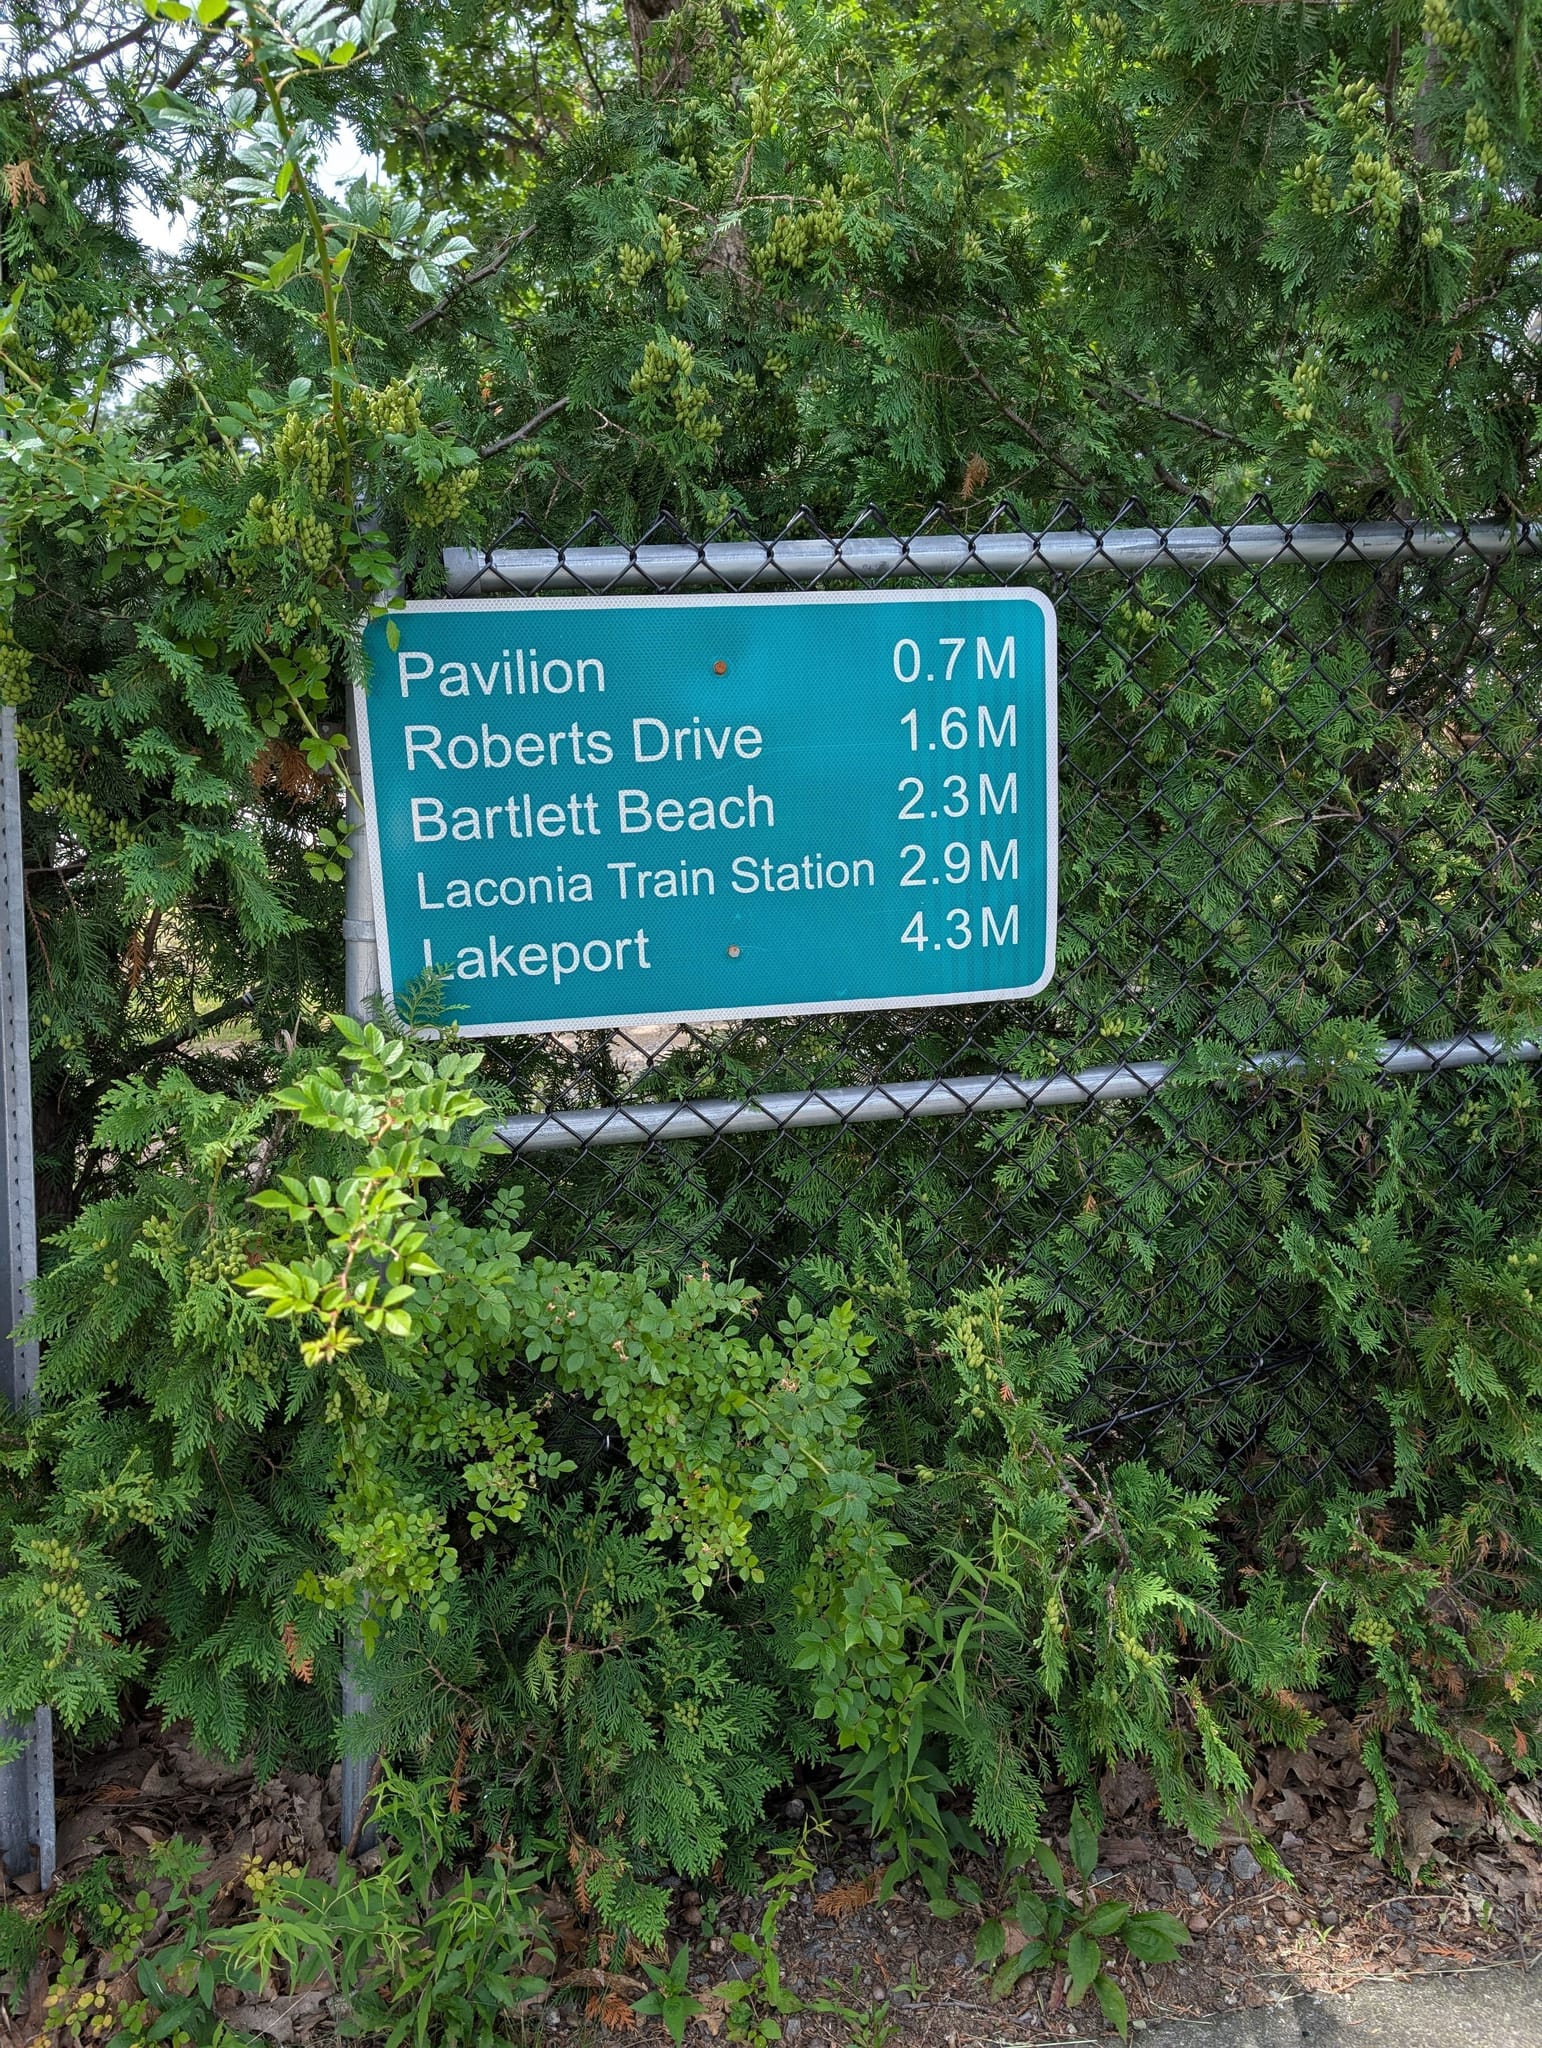 Pavilion 0.7M
Roberts Drive 1.6M
Bartlett Beach 2.3M
Laconia Train Station 2.9M
Lakeport 4.3M